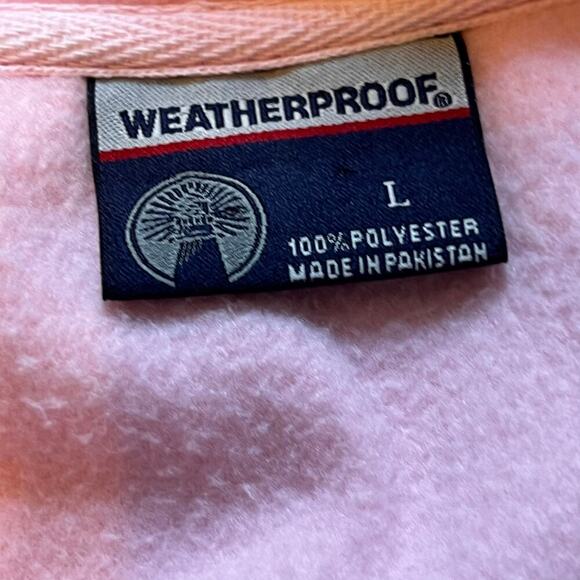 WEATHERPROOF®
L
100% POLYESTER
MADE IN PAKISTAN